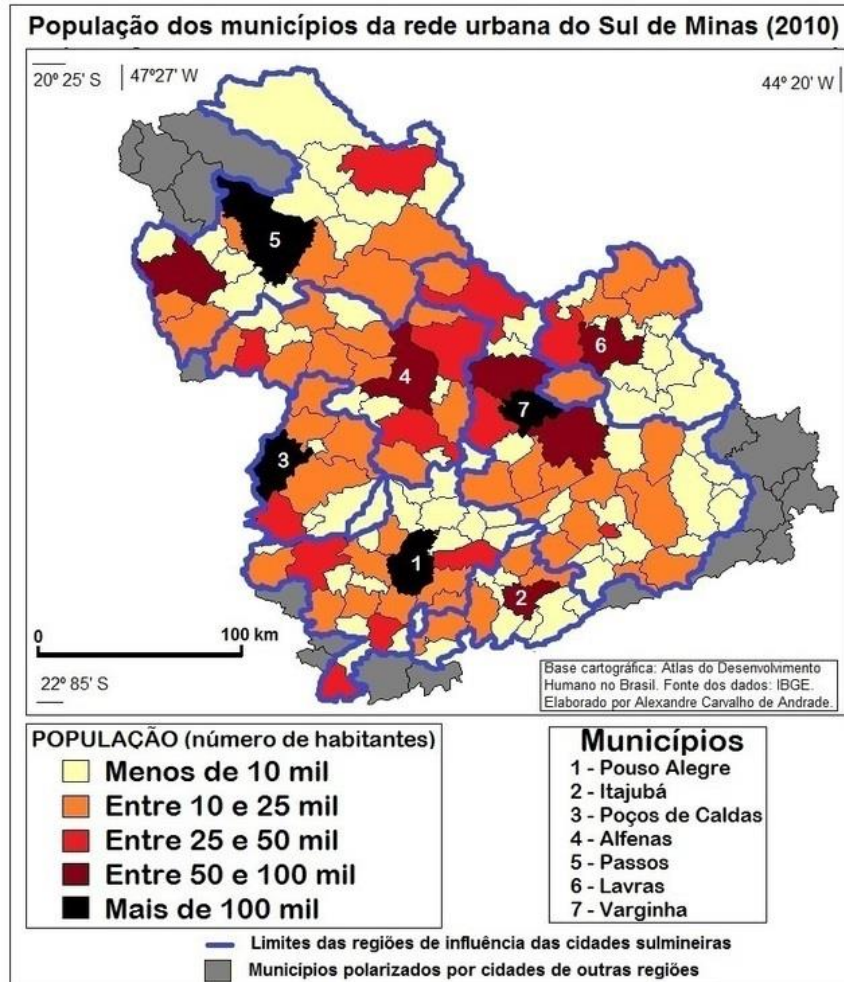 População dos municípios da rede urbana do Sul de Minas (2010)
20º 25' S
47º27' W
44º 20' W
5
6
4
7
3
1
2
0
100 km
22º 85' S
Base cartográfica: Atlas do Desenvolvimento
Humano no Brasil. Fonte dos dados: IBGE.
Elaborado por Alexandre Carvalho de Andrade.
POPULAÇÃO (número de habitantes)
Menos de 10 mil
Entre 10 e 25 mil
Entre 25 e 50 mil
Entre 50 e 100 mil
Mais de 100 mil
Municípios
1 - Pouso Alegre
2 - Itajubá
3 - Poços de Caldas
4 - Alfenas
5 - Passos
6 - Lavras
7 - Varginha
Limites das regiões de influência das cidades sulmineiras
Municípios polarizados por cidades de outras regiões